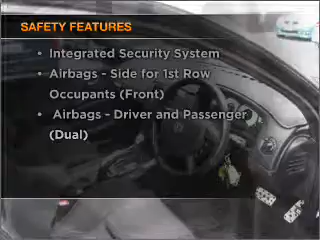 SAFETY FEATURES
• Integrated Security System
• Airbags - Side for 1st Row
Occupants (Front)
• Airbags - Driver and Passenger
(Dual)